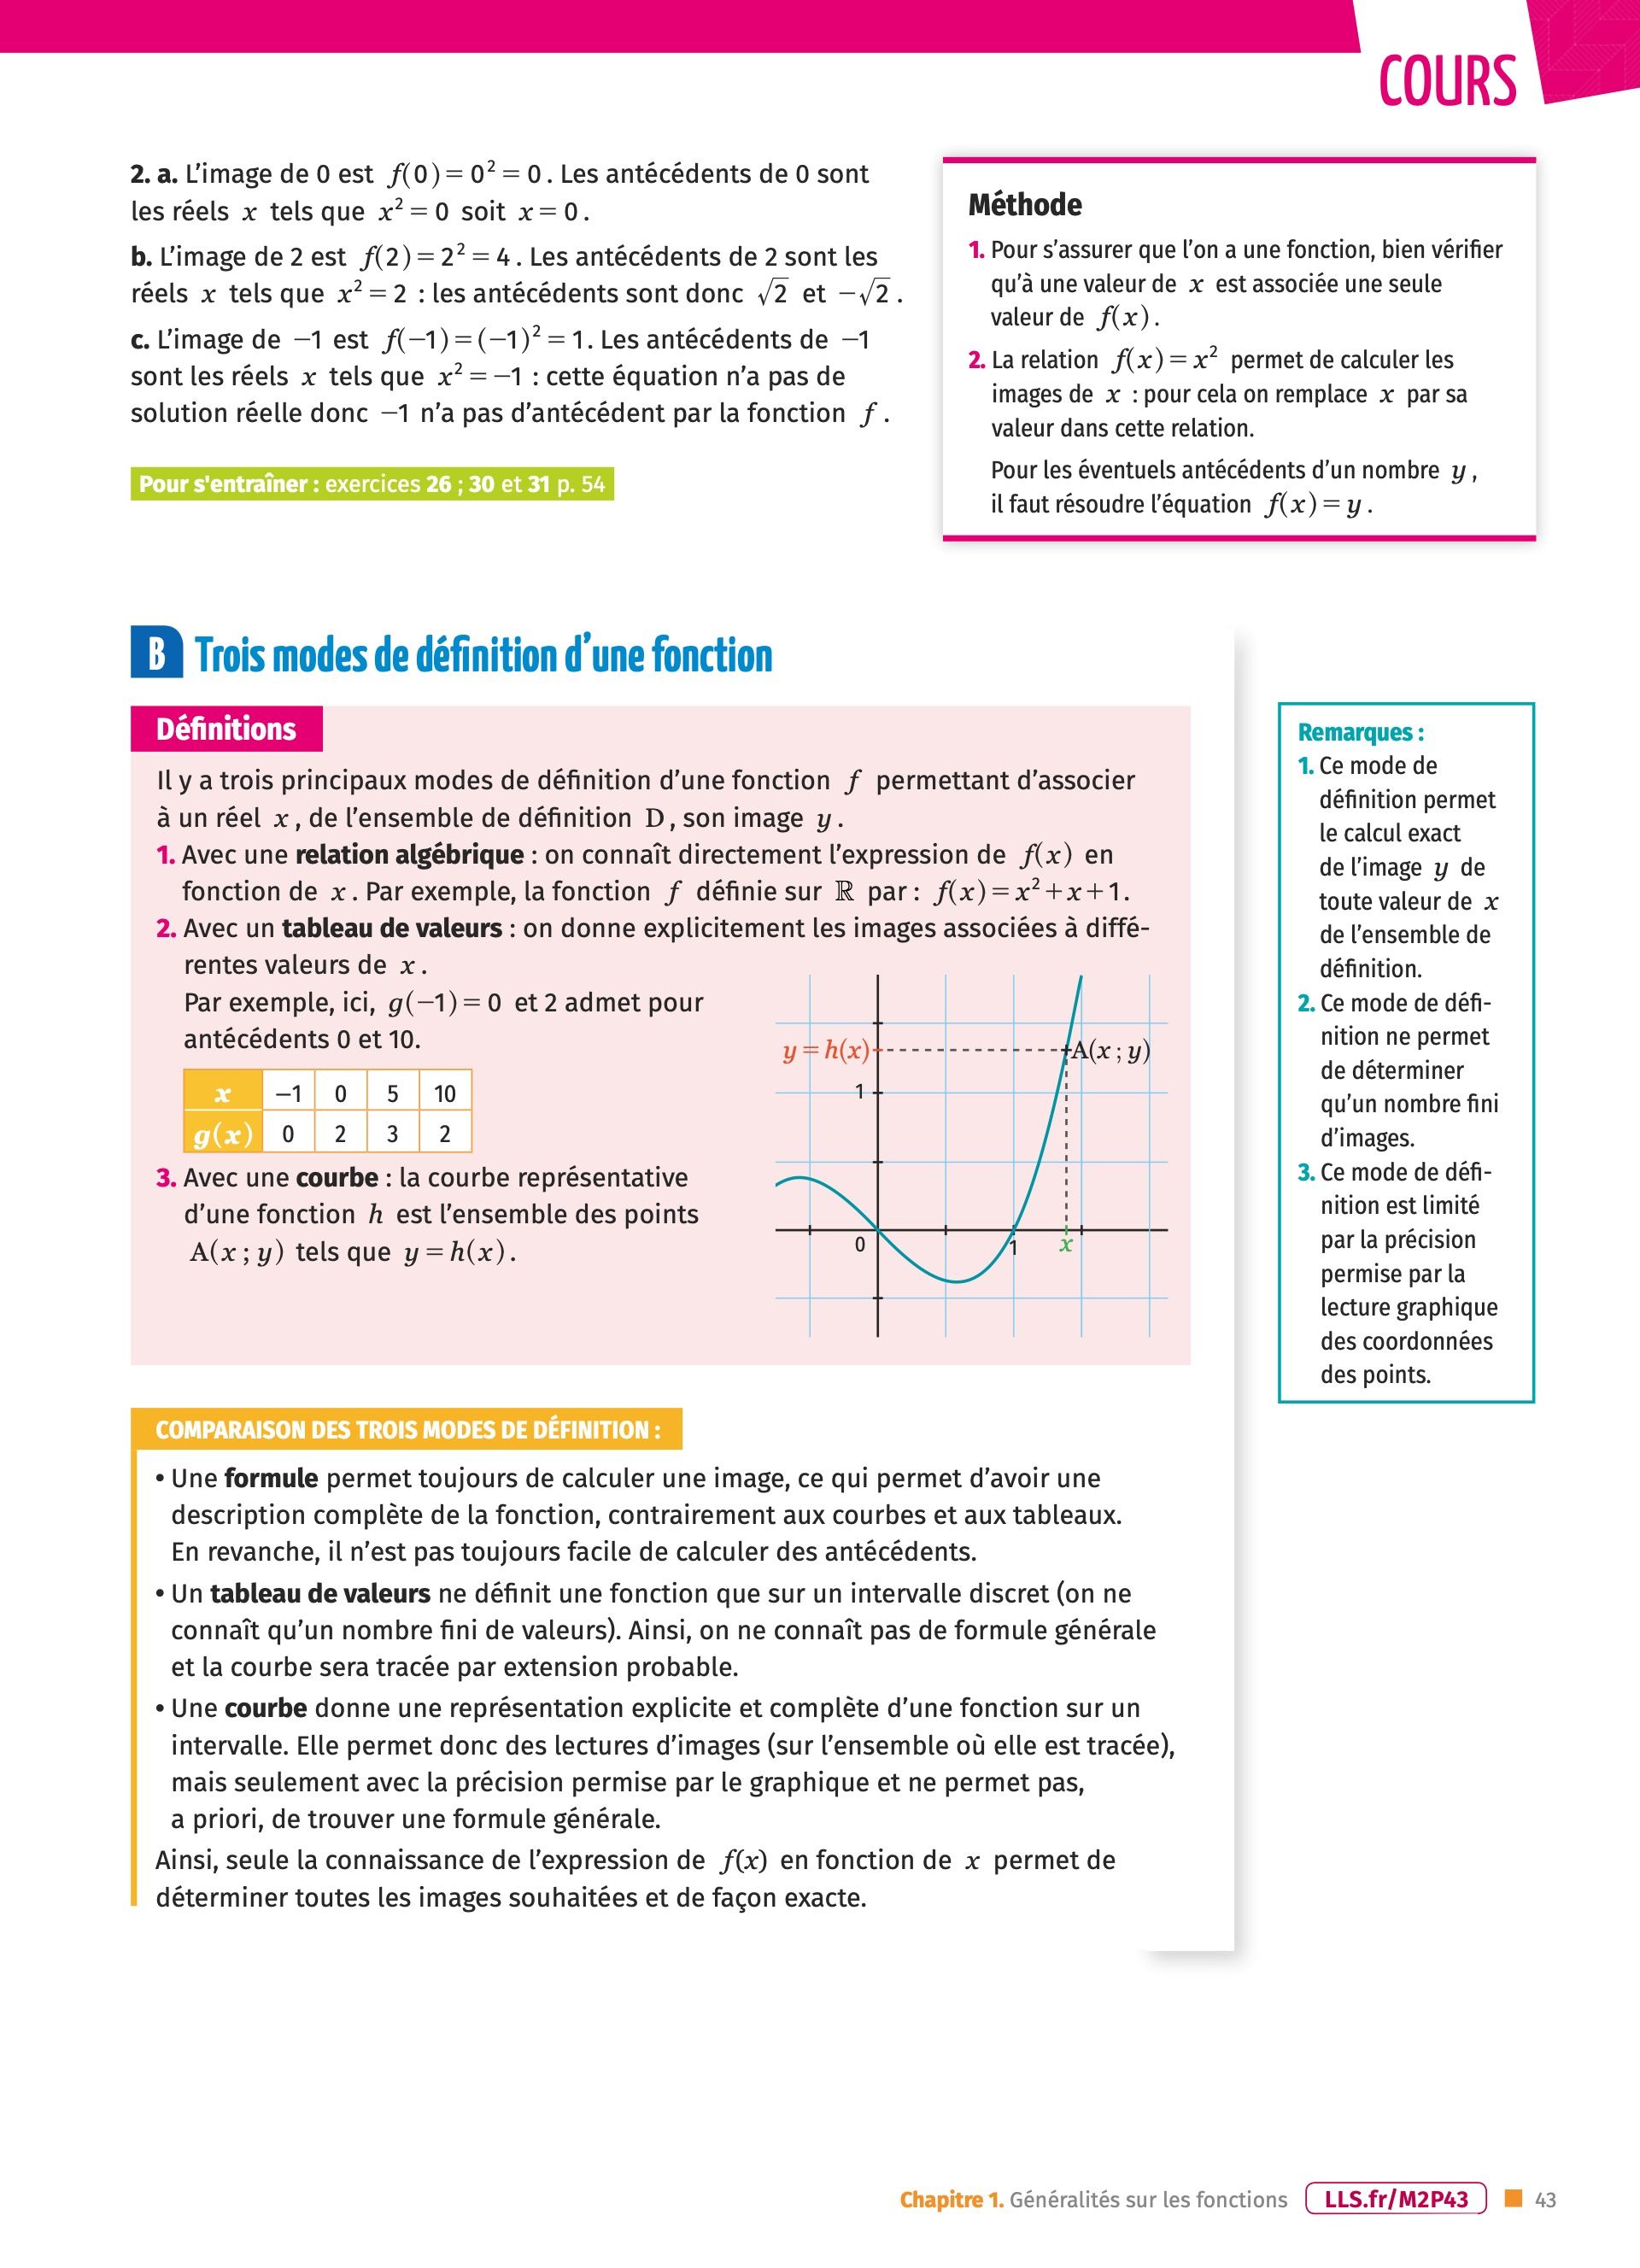 COURS
2. a. L'image de 0 est f(0) = 0² = 0. Les antécédents de 0 sont
les réels x tels que x² = 0 soit x = 0.
b. L'image de 2 est f(2) = 2² = 4. Les antécédents de 2 sont les
réels x tels que x² = 2 : les antécédents sont donc √2 et −√2.
c. L'image de −1 est f(−1) = (−1)² = 1. Les antécédents de −1
sont les réels x tels que x² = −1 : cette équation n'a pas de
solution réelle donc −1 n'a pas d'antécédent par la fonction f.
Pour s'entraîner : exercices 26 ; 30 et 31 p. 54
Méthode
1. Pour s'assurer que l'on a une fonction, bien vérifier
qu'à une valeur de x est associée une seule
valeur de f(x).
2. La relation f(x) = x² permet de calculer les
images de x : pour cela on remplace x par sa
valeur dans cette relation.
Pour les éventuels antécédents d'un nombre y,
il faut résoudre l'équation f(x) = y.
B Trois modes de définition d'une fonction
Définitions
Il y a trois principaux modes de définition d'une fonction f permettant d'associer
à un réel x, de l'ensemble de définition D, son image y.
1. Avec une relation algébrique : on connaît directement l'expression de f(x) en
fonction de x. Par exemple, la fonction f définie sur ℝ par : f(x) = x² + x + 1.
2. Avec un tableau de valeurs : on donne explicitement les images associées à diffé-
rentes valeurs de x.
Par exemple, ici, g(−1) = 0 et 2 admet pour
antécédents 0 et 10.
x −1 0 5 10
g(x) 0 2 3 2
3. Avec une courbe : la courbe représentative
d'une fonction h est l'ensemble des points
A(x ; y) tels que y = h(x).
y = h(x)
A(x ; y)
1
0
1
x
Remarques :
1. Ce mode de
définition permet
le calcul exact
de l'image y de
toute valeur de x
de l'ensemble de
définition.
2. Ce mode de défi-
nition ne permet
de déterminer
qu'un nombre fini
d'images.
3. Ce mode de défi-
nition est limité
par la précision
permise par la
lecture graphique
des coordonnées
des points.
COMPARAISON DES TROIS MODES DE DÉFINITION :
• Une formule permet toujours de calculer une image, ce qui permet d'avoir une
description complète de la fonction, contrairement aux courbes et aux tableaux.
En revanche, il n'est pas toujours facile de calculer des antécédents.
• Un tableau de valeurs ne définit une fonction que sur un intervalle discret (on ne
connaît qu'un nombre fini de valeurs). Ainsi, on ne connaît pas de formule générale
et la courbe sera tracée par extension probable.
• Une courbe donne une représentation explicite et complète d'une fonction sur un
intervalle. Elle permet donc des lectures d'images (sur l'ensemble où elle est tracée),
mais seulement avec la précision permise par le graphique et ne permet pas,
a priori, de trouver une formule générale.
Ainsi, seule la connaissance de l'expression de f(x) en fonction de x permet de
déterminer toutes les images souhaitées et de façon exacte.
Chapitre 1. Généralités sur les fonctions LLS.fr/M2P43 43